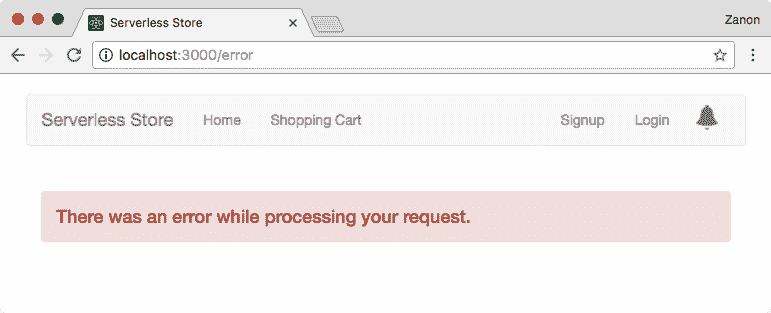 Serverless Store
Zanon
localhost:3000/error
Serverless Store Home Shopping Cart Signup Login
There was an error while processing your request.